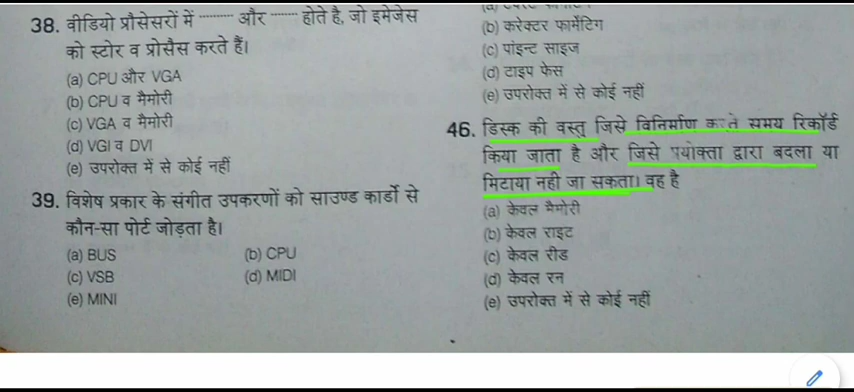 38. वीडियो प्रौसेसरों में ········ और ······ होते है, जो इमेजेस
को स्टोर व प्रोसैस करते हैं।
(a) CPU और VGA
(b) CPU व मैमोरी
(c) VGA व मैमोरी
(d) VGI व DVI
(e) उपरोक्त में से कोई नहीं
39. विशेष प्रकार के संगीत उपकरणों को साउण्ड कार्डो से
कौन-सा पोर्ट जोड़ता है।
(a) BUS (b) CPU
(c) VSB (d) MIDI
(e) MINI
(b) करेक्टर फार्मेटिग
(c) पांइन्ट साइज
(d) टाइप फेस
(e) उपरोक्त में से कोई नहीं
46. डिस्क की वस्तु जिसे विनिर्माण करते समय रिकॉर्ड
किया जाता है और जिसे प्रयोक्ता द्वारा बदला या
मिटाया नही जा सकता। वह है
(a) केवल मैमोरी
(b) केवल राइट
(c) केवल रीड
(d) केवल रन
(e) उपरोक्त में से कोई नहीं